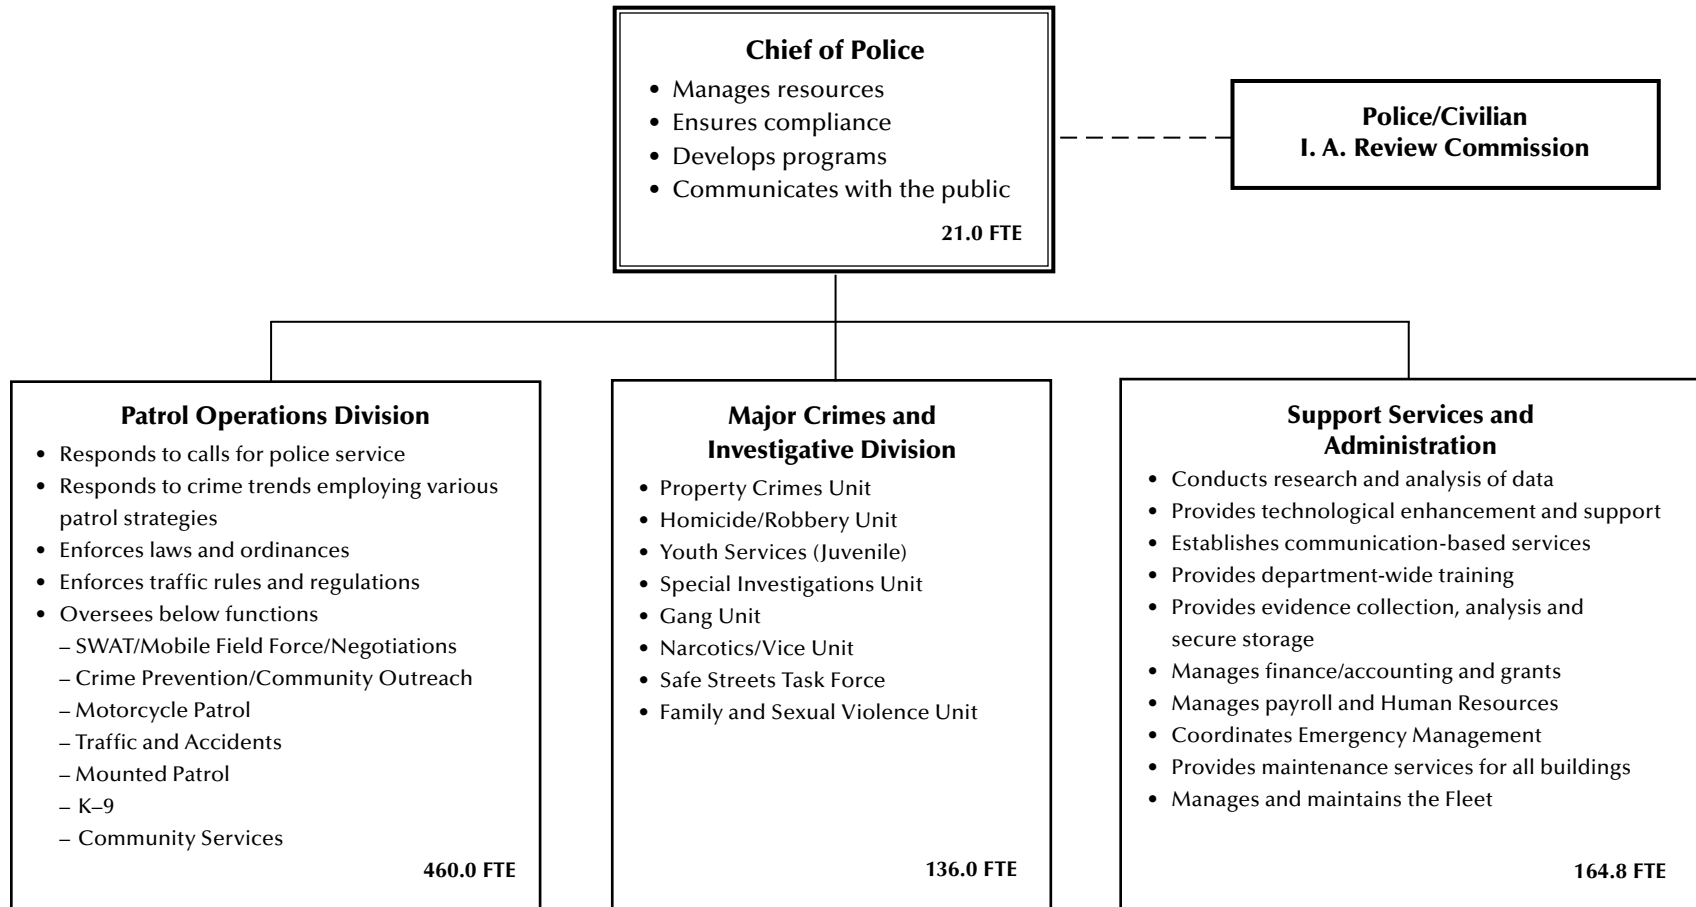 Chief of Police
• Manages resources
• Ensures compliance
• Develops programs
• Communicates with the public
21.0 FTE
Police/Civilian
I. A. Review Commission
Patrol Operations Division
• Responds to calls for police service
• Responds to crime trends employing various
patrol strategies
• Enforces laws and ordinances
• Enforces traffic rules and regulations
• Oversees below functions
– SWAT/Mobile Field Force/Negotiations
– Crime Prevention/Community Outreach
– Motorcycle Patrol
– Traffic and Accidents
– Mounted Patrol
– K–9
– Community Services
460.0 FTE
Major Crimes and
Investigative Division
• Property Crimes Unit
• Homicide/Robbery Unit
• Youth Services (Juvenile)
• Special Investigations Unit
• Gang Unit
• Narcotics/Vice Unit
• Safe Streets Task Force
• Family and Sexual Violence Unit
136.0 FTE
Support Services and
Administration
• Conducts research and analysis of data
• Provides technological enhancement and support
• Establishes communication-based services
• Provides department-wide training
• Provides evidence collection, analysis and
secure storage
• Manages finance/accounting and grants
• Manages payroll and Human Resources
• Coordinates Emergency Management
• Provides maintenance services for all buildings
• Manages and maintains the Fleet
164.8 FTE